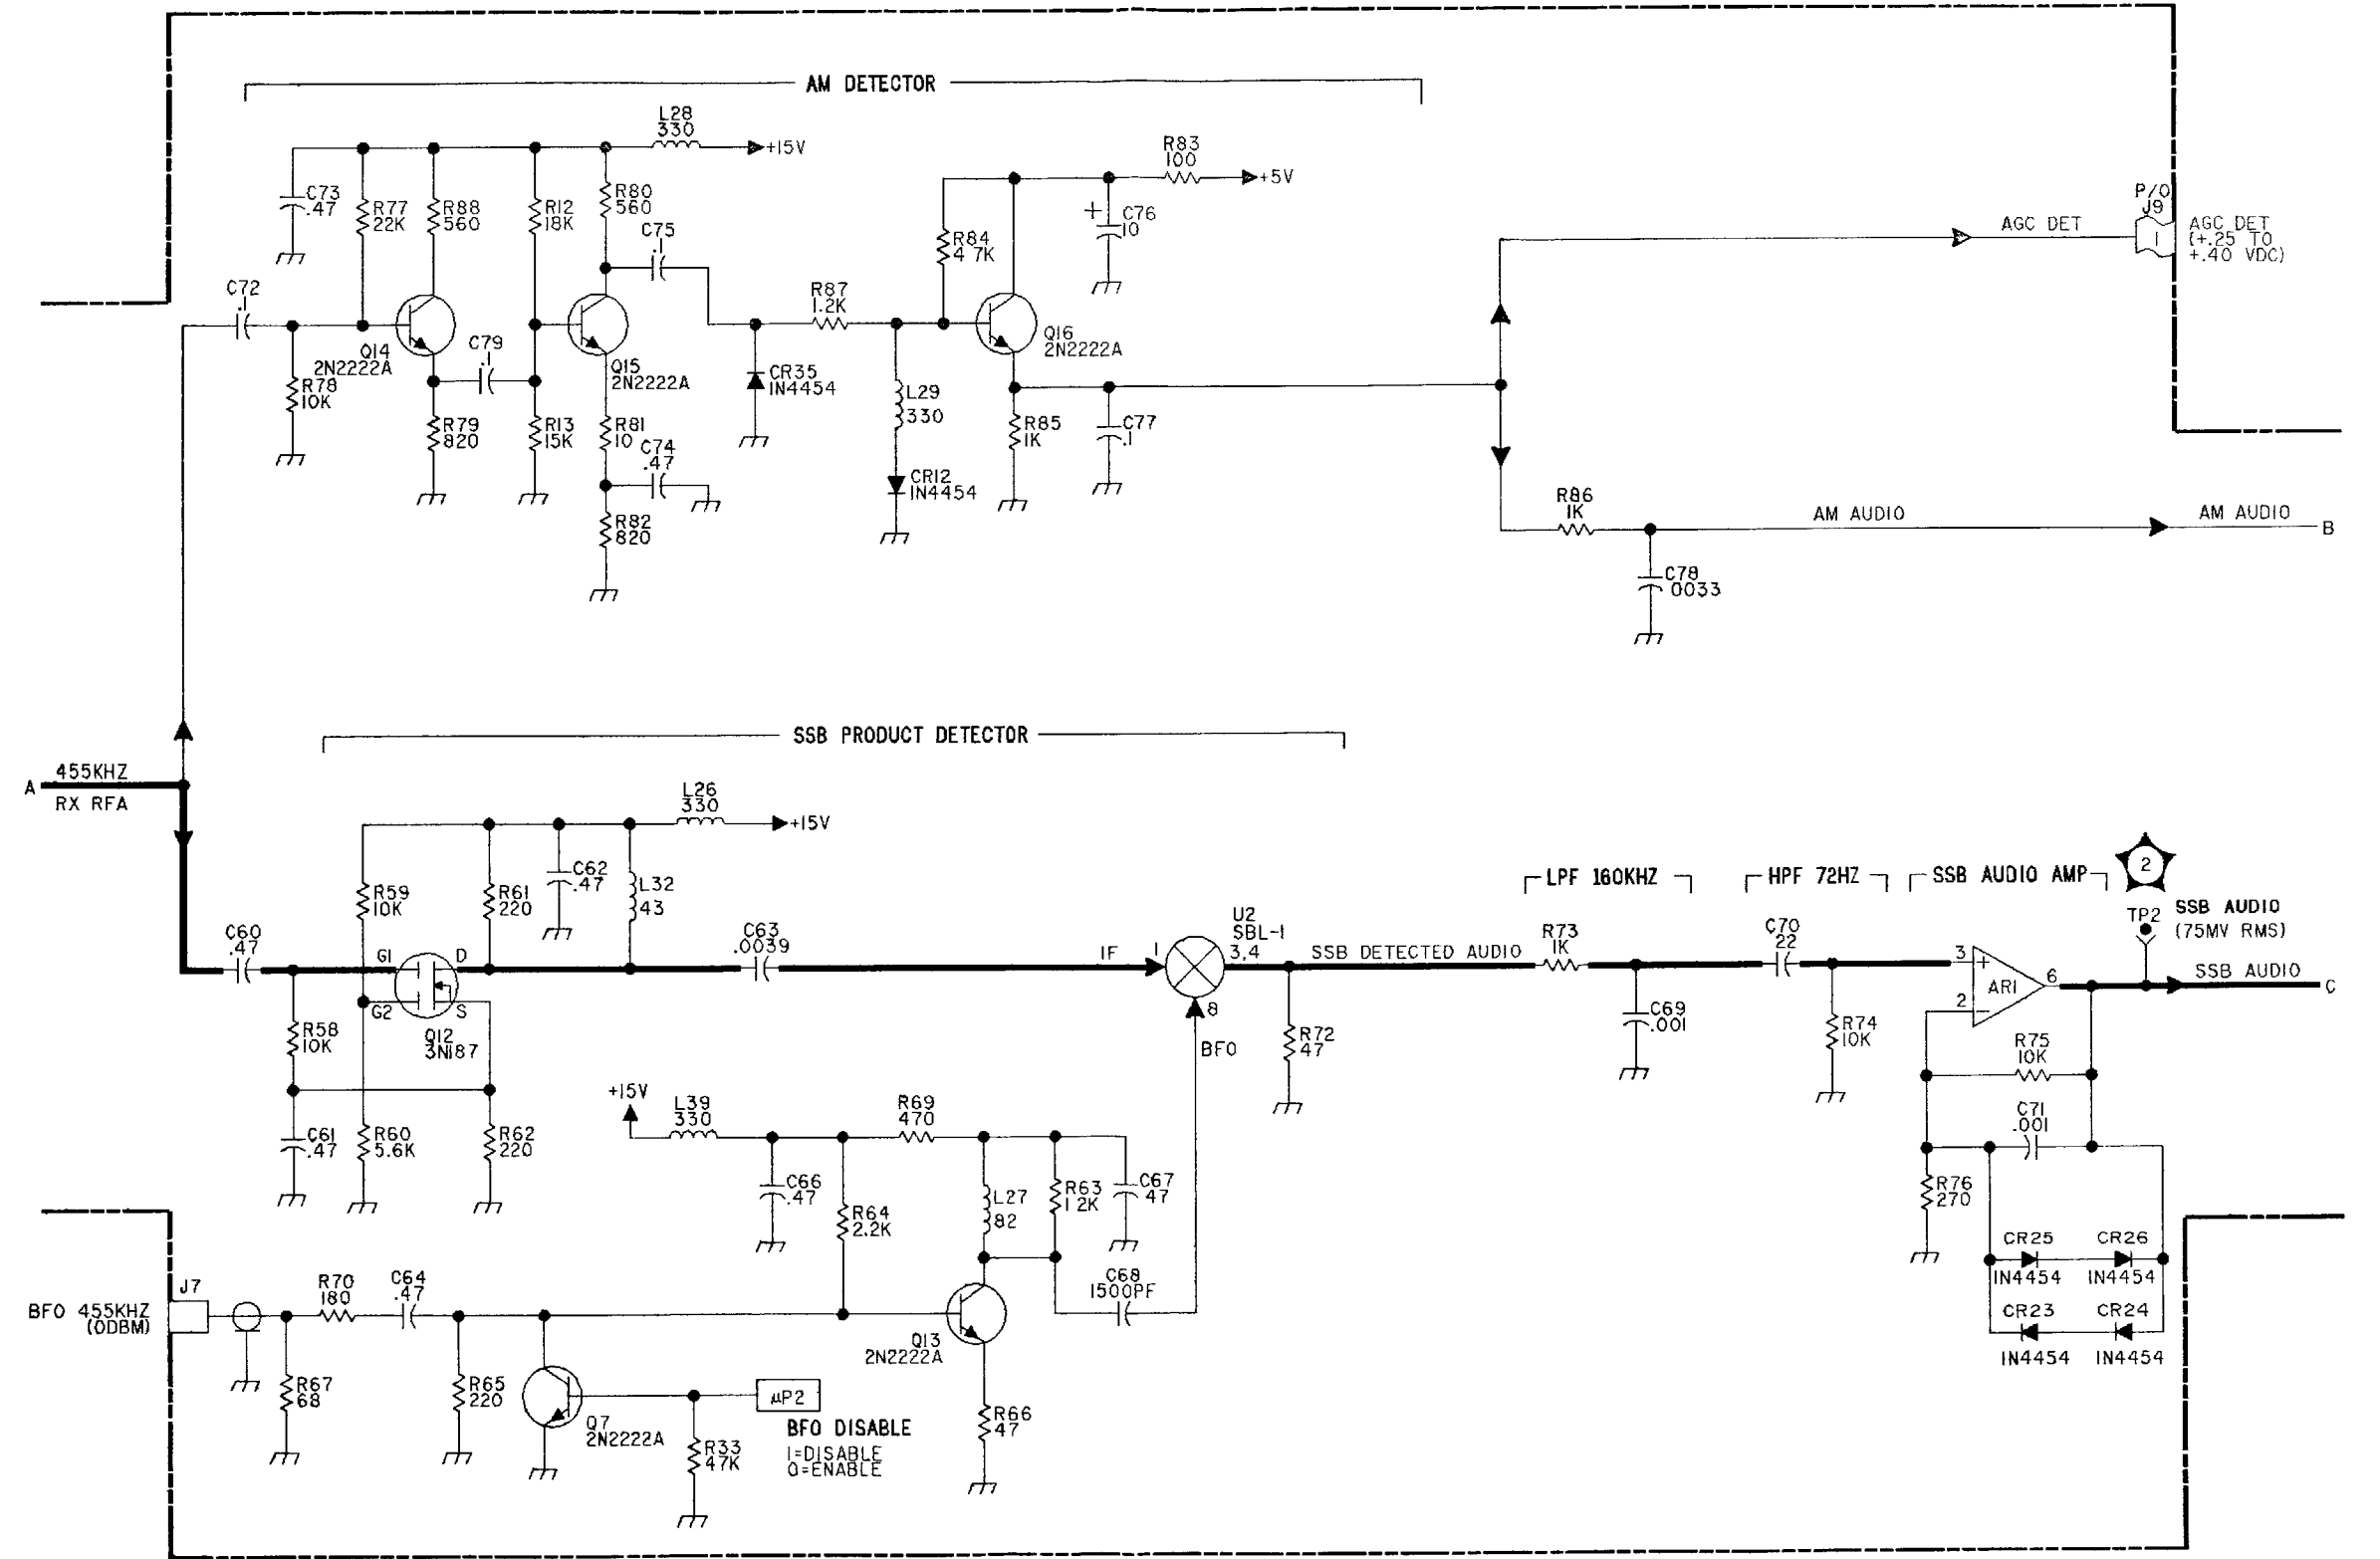 AM DETECTOR
L28
330
+15V
C73
.47
R77
22K
R88
560
R12
18K
R80
560
C75
.1
R83
100
+5V
C76
10
R84
4 7K
P/O
J9
1
AGC DET
AGC DET
(+.25 TO
+.40 VDC)
C72
.1
R87
1.2K
Q14
2N2222A
C79
.1
Q15
2N2222A
Q16
2N2222A
R78
10K
CR35
1N4454
L29
330
R79
820
R13
15K
R81
10
C74
.47
R85
1K
C77
.1
CR12
1N4454
R82
820
R86
1K
AM AUDIO
AM AUDIO
B
C78
0033
SSB PRODUCT DETECTOR
A
455KHZ
RX RFA
L26
330
+15V
R59
10K
R61
220
C62
.47
L32
43
LPF 160KHZ
HPF 72HZ
SSB AUDIO AMP
2
TP2
SSB AUDIO
(75MV RMS)
C60
.47
G1
D
G2
S
Q12
3N187
C63
.0039
IF
1
U2
SBL-1
3,4
8
BFO
SSB DETECTED AUDIO
R73
1K
C70
22
3
+
2
-
AR1
6
SSB AUDIO
C
R58
10K
R72
47
C69
.001
R74
10K
R75
10K
C61
.47
R60
5.6K
R62
220
+15V
L39
330
R69
470
C71
.001
C66
.47
R64
2.2K
L27
82
R63
1 2K
C67
47
R76
270
CR25
1N4454
CR26
1N4454
CR23
1N4454
CR24
1N4454
J7
BFO 455KHZ
(0DBM)
R70
180
C64
.47
C68
1500PF
Q13
2N2222A
R67
68
R65
220
Q7
2N2222A
µP2
BFO DISABLE
1=DISABLE
0=ENABLE
R33
47K
R66
47